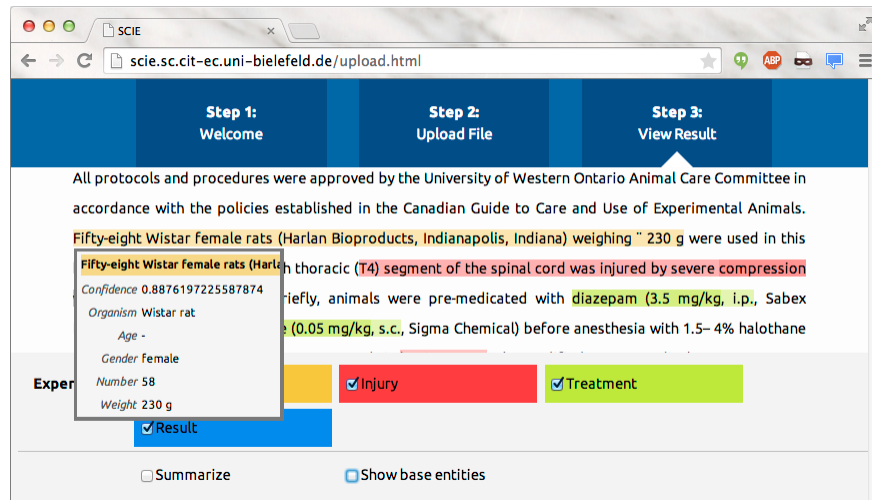 SCIE
scie.sc.cit-ec.uni-bielefeld.de/upload.html
ABP
Step 1:
Welcome
Step 2:
Upload File
Step 3:
View Result
All protocols and procedures were approved by the University of Western Ontario Animal Care Committee in
accordance with the policies established in the Canadian Guide to Care and Use of Experimental Animals.
Fifty-eight Wistar female rats (Harlan Bioproducts, Indianapolis, Indiana) weighing ¨ 230 g were used in this
thoracic (T4) segment of the spinal cord was injured by severe compression
riefly, animals were pre-medicated with diazepam (3.5 mg/kg, i.p., Sabex
(0.05 mg/kg, s.c., Sigma Chemical) before anesthesia with 1.5– 4% halothane
Fifty-eight Wistar female rats (Harla
Confidence 0.8876197225587874
Organism Wistar rat
Age -
Gender female
Number 58
Weight 230 g
Exper
Injury
Treatment
Result
Summarize
Show base entities